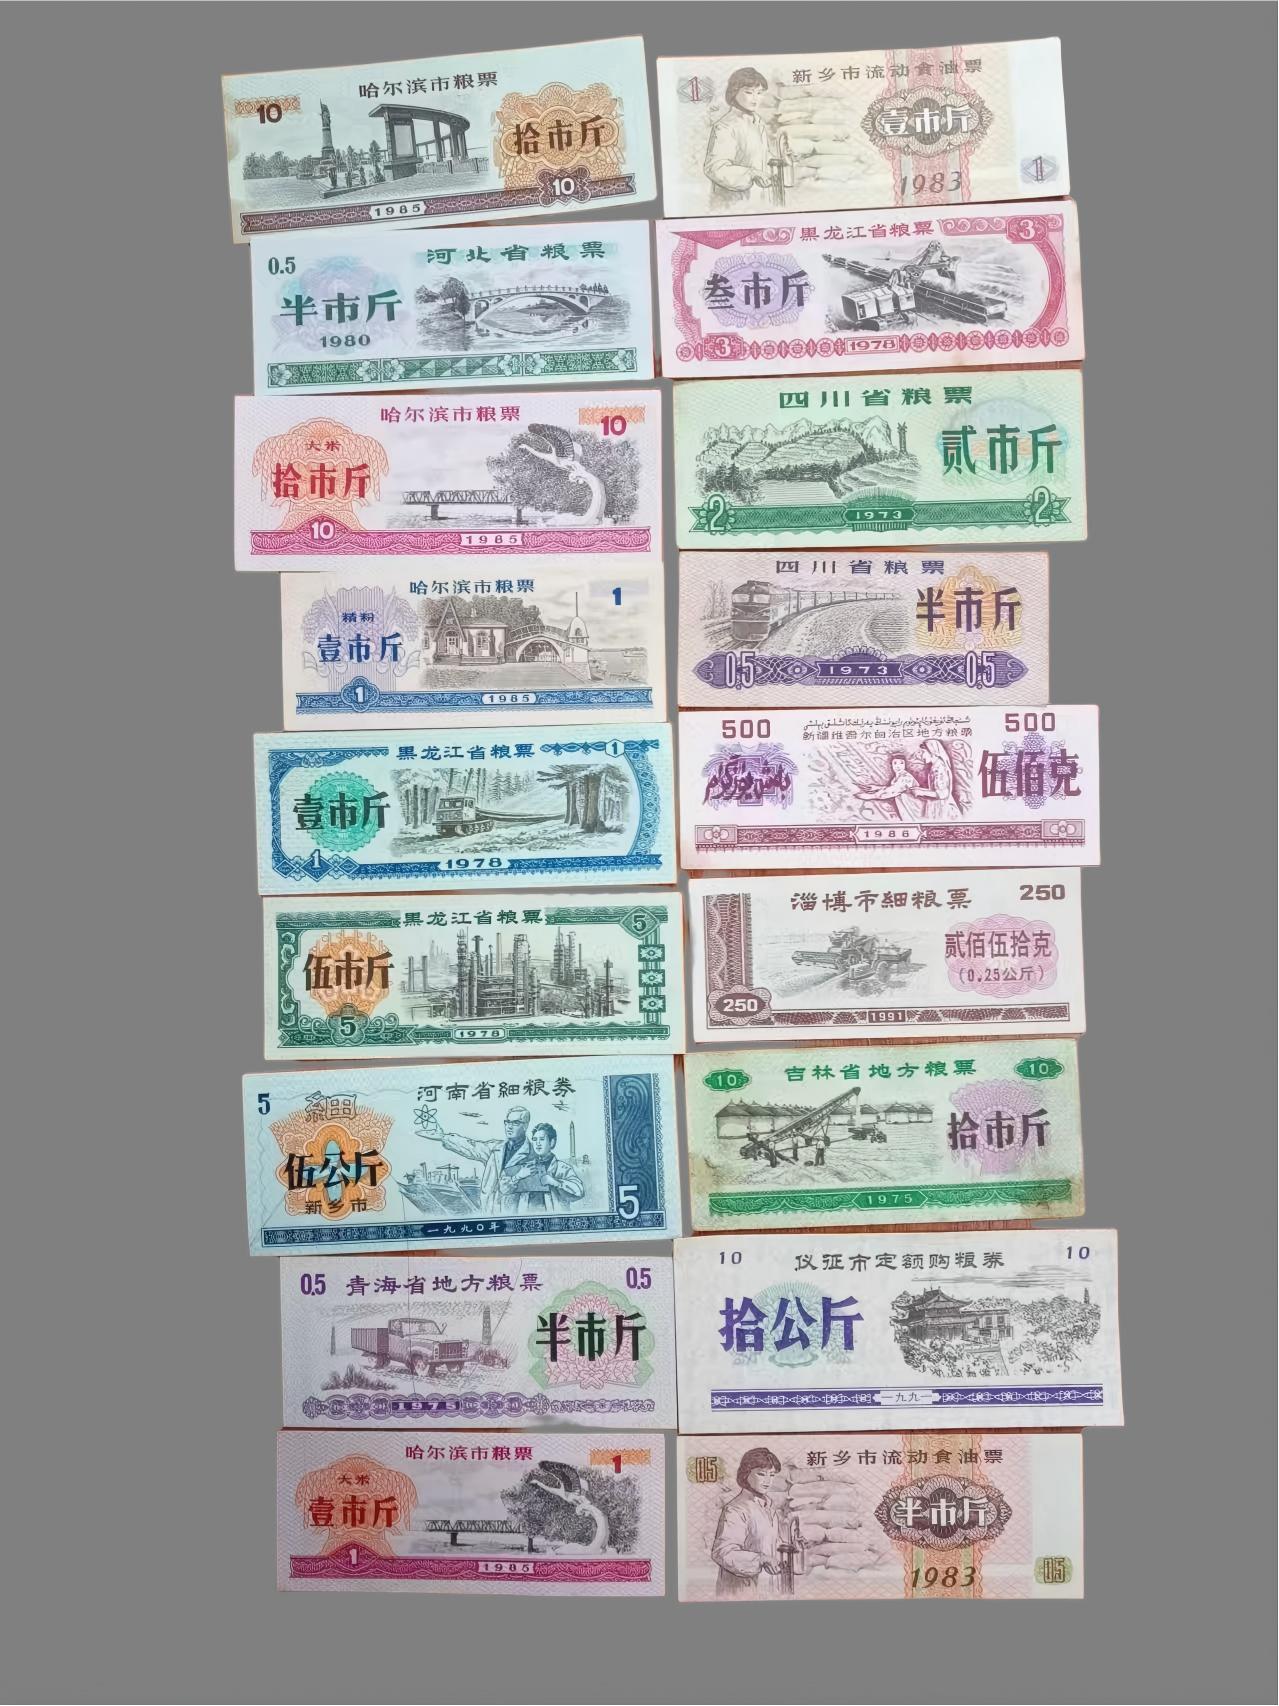 哈尔滨市粮票
10
拾市斤
10
1985
新乡市流动食油票
1
壹市斤
1983
1
河北省粮票
0.5
半市斤
1980
黑龙江省粮票
3
叁市斤
3
1978
哈尔滨市粮票
10
大米
拾市斤
10
1985
四川省粮票
贰市斤
2
1973
2
哈尔滨市粮票
1
精粉
壹市斤
1
1985
四川省粮票
半市斤
0.5
1973
0.5
黑龙江省粮票
1
壹市斤
1
1978
500
新疆维吾尔自治区地方粮票
500
伍佰克
1986
黑龙江省粮票
5
伍市斤
5
1978
淄博市细粮票
250
贰佰伍拾克
(0.25公斤)
250
1991
河南省細粮券
5
細
伍公斤
新乡市
5
一九九〇年
吉林省地方粮票
10
10
拾市斤
1975
0.5
青海省地方粮票
0.5
半市斤
1975
10
仪征市定额购粮券
10
拾公斤
一九九一
哈尔滨市粮票
1
大米
壹市斤
1
1985
新乡市流动食油票
0.5
半市斤
1983
0.5